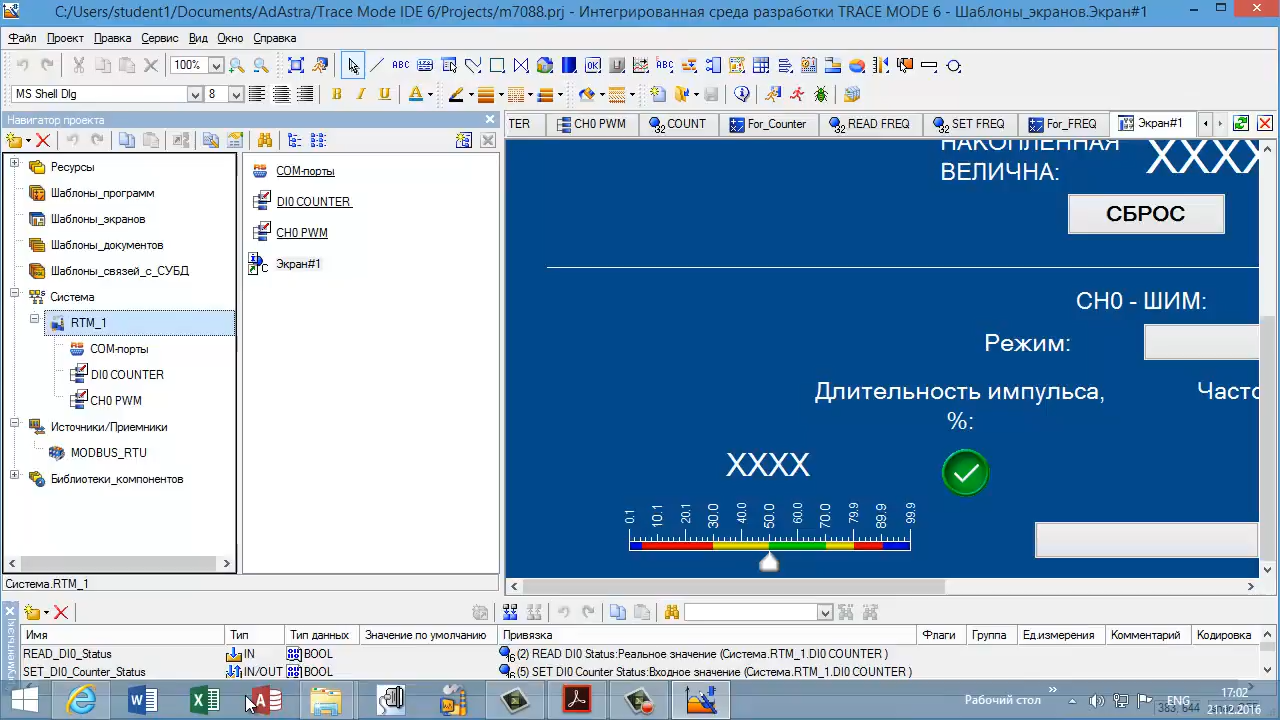 C:/Users/student1/Documents/AdAstra/Trace Mode IDE 6/Projects/m7088.prj - Интегрированная среда разработки TRACE MODE 6 - Шаблоны_экранов.Экран#1
Файл Проект Правка Сервис Вид Окно Справка
100%
ABC
OK
ABC
MS Shell Dlg 8 B I U A
Навигатор проекта
TER CH0 PWM COUNT For_Counter READ FREQ SET FREQ For_FREQ Экран#1
Ресурсы
Шаблоны_программ
Шаблоны_экранов
Шаблоны_документов
Шаблоны_связей_с_СУБД
Система
RTM_1
COM-порты
DI0 COUNTER
CH0 PWM
Источники/Приемники
MODBUS_RTU
Библиотеки_компонентов
COM-порты
DI0 COUNTER
CH0 PWM
Экран#1
НАКОПЛЕННАЯ
ВЕЛИЧНА:
XXXX
СБРОС
CH0 - ШИМ:
Режим:
Длительность импульса,
%:
Часто
XXXX
0.1 10.1 20.1 30.0 40.0 50.0 60.0 70.0 79.9 89.9 99.9
Система.RTM_1
Имя Тип Тип данных Значение по умолчанию Привязка Флаги Группа Ед.измерения Комментарий Кодировка
READ_DI0_Status IN BOOL (2) READ DI0 Status:Реальное значение (Система.RTM_1.DI0 COUNTER )
SET_DI0_Counter_Status IN/OUT BOOL (5) SET DI0 Counter Status:Входное значение (Система.RTM_1.DI0 COUNTER )
Рабочий стол
ENG
17:02
21.12.2016